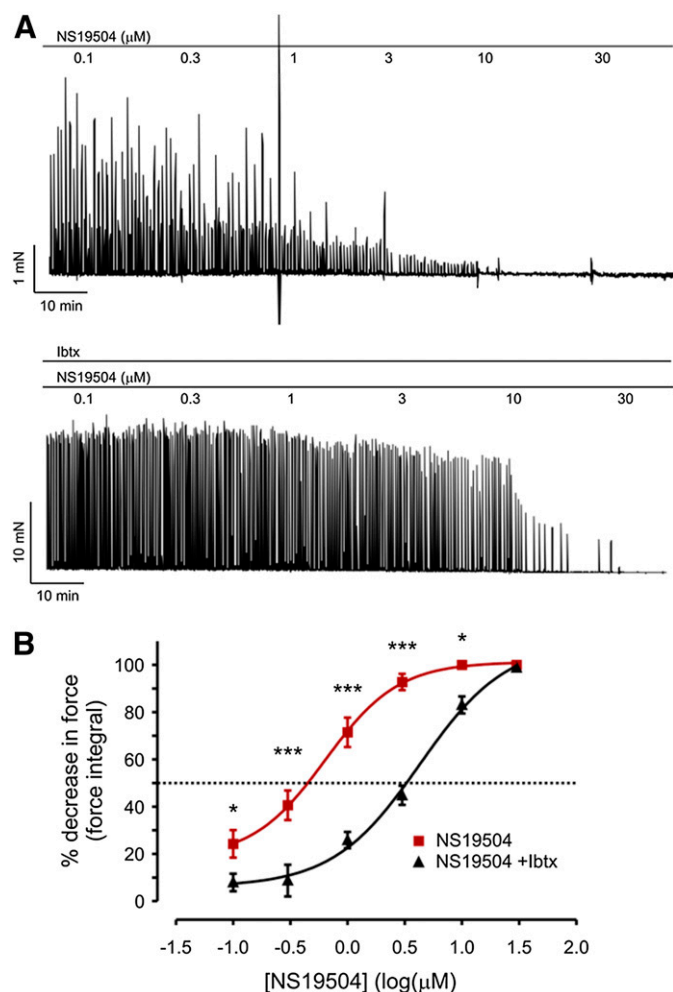 A
NS19504 (μM)
0.1 0.3 1 3 10 30
1 mN
10 min
Ibtx
NS19504 (μM)
0.1 0.3 1 3 10 30
10 mN
10 min
B
% decrease in force
(force integral)
100
80
60
40
20
0
* *** *** *** *
NS19504
NS19504 +Ibtx
-1.5 -1.0 -0.5 0.0 0.5 1.0 1.5 2.0
[NS19504] (log(μM)